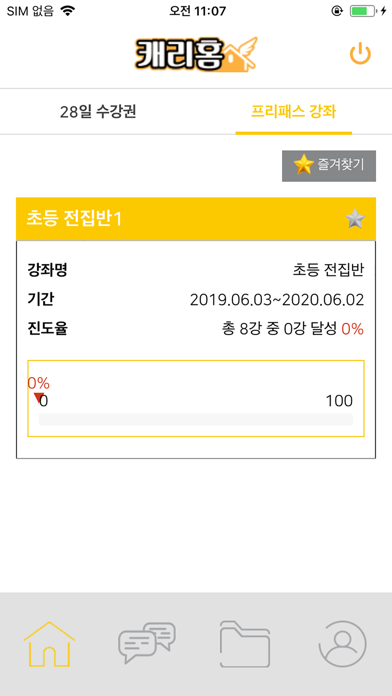 SIM 없음 오전 11:07
캐리홈
28일 수강권 프리패스 강좌
즐겨찾기
초등 전집반1
강좌명 초등 전집반
기간 2019.06.03~2020.06.02
진도율 총 8강 중 0강 달성 0%
0%
0 100